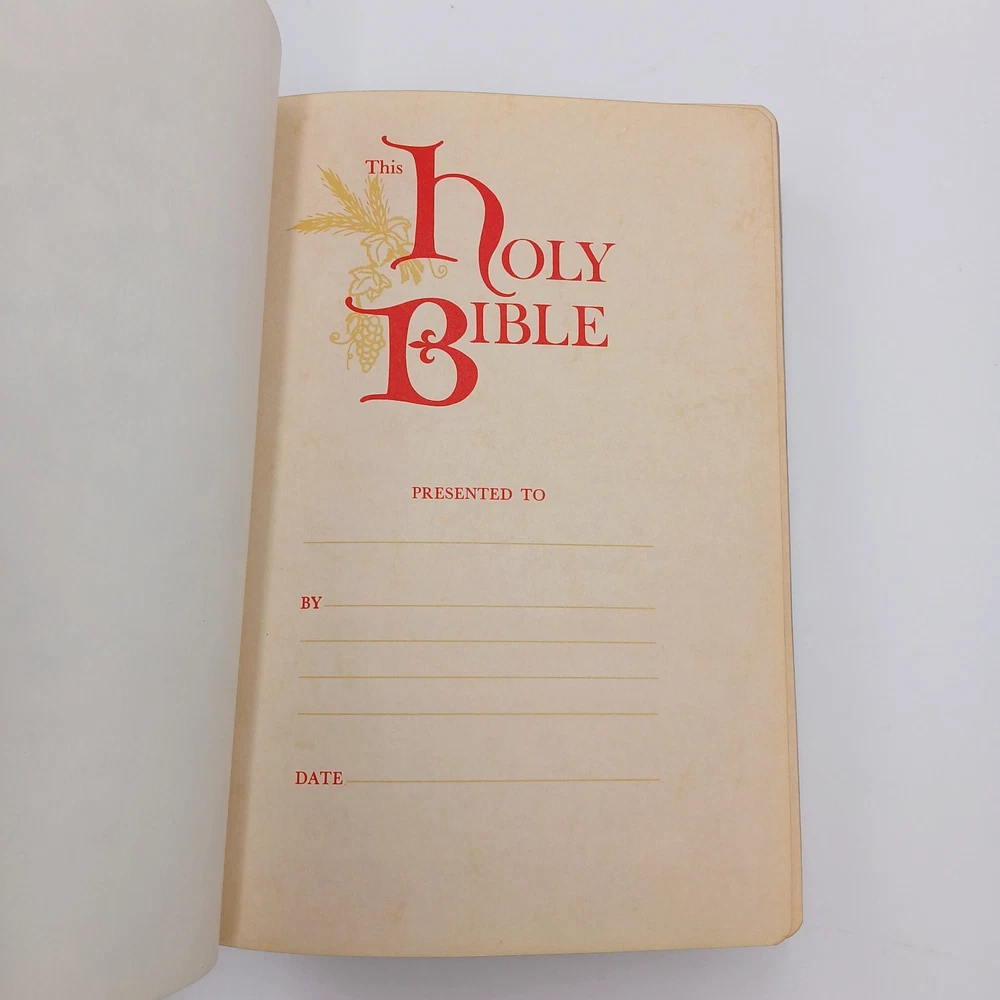 This
Holy
Bible
PRESENTED TO
BY
DATE